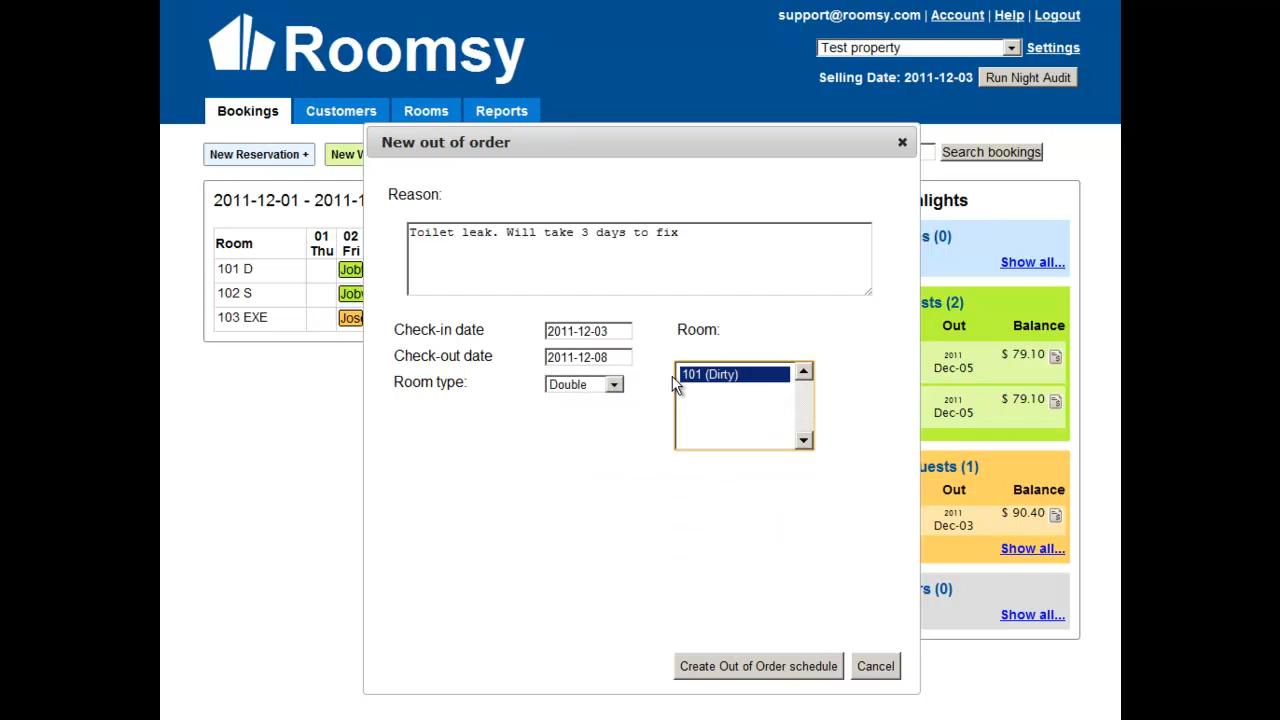 support@roomsy.com | Account | Help | Logout
Roomsy
Test property
Settings
Selling Date: 2011-12-03 Run Night Audit
Bookings Customers Rooms Reports
New out of order
New Reservation +
New
Search bookings
Reason:
2011-12-01 - 2011-1
Toilet leak. Will take 3 days to fix
Room 01 Thu 02 Fri
101 D
102 S
103 EXE
Check-in date 2011-12-03
Check-out date 2011-12-08
Room type: Double
Room:
101 (Dirty)
Create Out of Order schedule Cancel
hlights
s (0)
Show all...
sts (2)
Out Balance
2011
Dec-05 $ 79.10
2011
Dec-05 $ 79.10
uests (1)
Out Balance
2011
Dec-03 $ 90.40
Show all...
rs (0)
Show all...